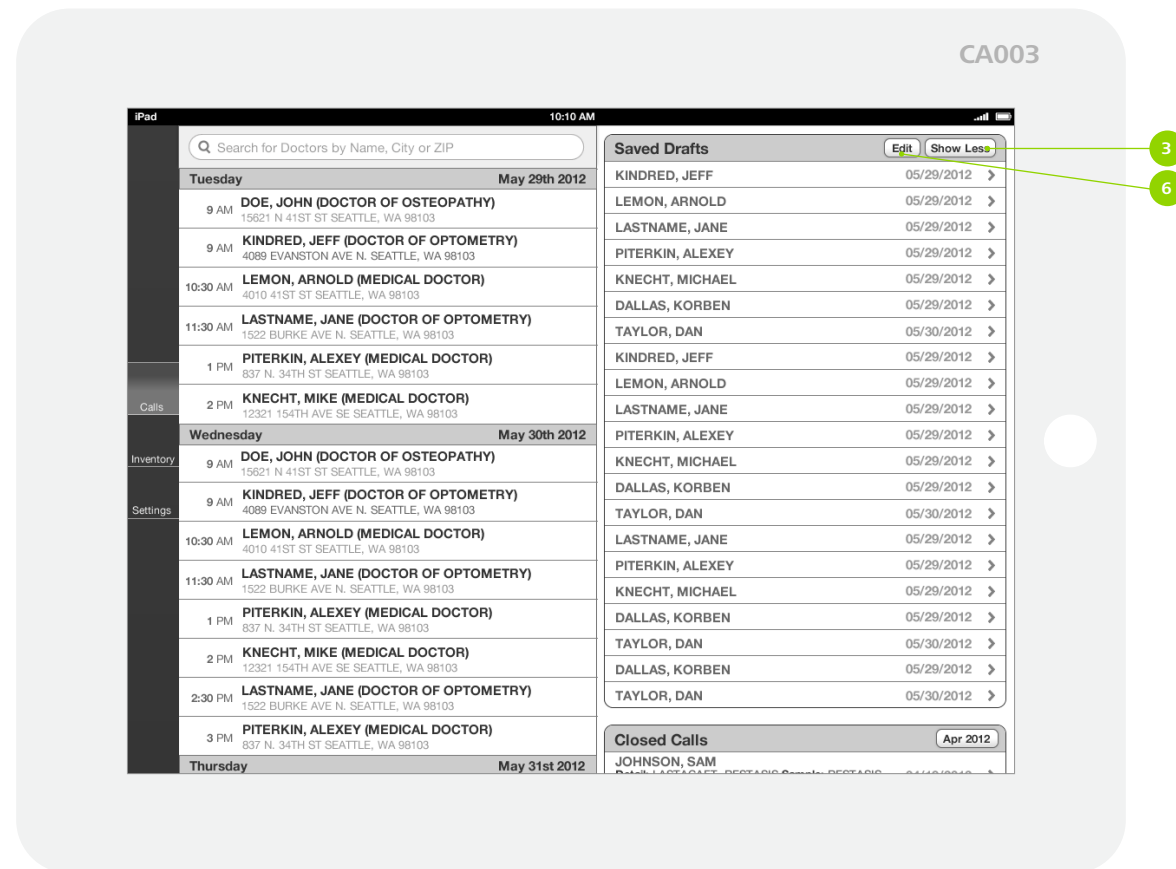 CA003
iPad 10:10 AM
Search for Doctors by Name, City or ZIP
Tuesday May 29th 2012
9 AM DOE, JOHN (DOCTOR OF OSTEOPATHY)
15621 N 41ST ST SEATTLE, WA 98103
9 AM KINDRED, JEFF (DOCTOR OF OPTOMETRY)
4089 EVANSTON AVE N. SEATTLE, WA 98103
10:30 AM LEMON, ARNOLD (MEDICAL DOCTOR)
4010 41ST ST SEATTLE, WA 98103
11:30 AM LASTNAME, JANE (DOCTOR OF OPTOMETRY)
1522 BURKE AVE N. SEATTLE, WA 98103
1 PM PITERKIN, ALEXEY (MEDICAL DOCTOR)
837 N. 34TH ST SEATTLE, WA 98103
2 PM KNECHT, MIKE (MEDICAL DOCTOR)
12321 154TH AVE SE SEATTLE, WA 98103
Wednesday May 30th 2012
9 AM DOE, JOHN (DOCTOR OF OSTEOPATHY)
15621 N 41ST ST SEATTLE, WA 98103
9 AM KINDRED, JEFF (DOCTOR OF OPTOMETRY)
4089 EVANSTON AVE N. SEATTLE, WA 98103
10:30 AM LEMON, ARNOLD (MEDICAL DOCTOR)
4010 41ST ST SEATTLE, WA 98103
11:30 AM LASTNAME, JANE (DOCTOR OF OPTOMETRY)
1522 BURKE AVE N. SEATTLE, WA 98103
1 PM PITERKIN, ALEXEY (MEDICAL DOCTOR)
837 N. 34TH ST SEATTLE, WA 98103
2 PM KNECHT, MIKE (MEDICAL DOCTOR)
12321 154TH AVE SE SEATTLE, WA 98103
2:30 PM LASTNAME, JANE (DOCTOR OF OPTOMETRY)
1522 BURKE AVE N. SEATTLE, WA 98103
3 PM PITERKIN, ALEXEY (MEDICAL DOCTOR)
837 N. 34TH ST SEATTLE, WA 98103
Thursday May 31st 2012
Calls
Inventory
Settings
Saved Drafts Edit Show Less 3
6
KINDRED, JEFF 05/29/2012
LEMON, ARNOLD 05/29/2012
LASTNAME, JANE 05/29/2012
PITERKIN, ALEXEY 05/29/2012
KNECHT, MICHAEL 05/29/2012
DALLAS, KORBEN 05/29/2012
TAYLOR, DAN 05/30/2012
KINDRED, JEFF 05/29/2012
LEMON, ARNOLD 05/29/2012
LASTNAME, JANE 05/29/2012
PITERKIN, ALEXEY 05/29/2012
KNECHT, MICHAEL 05/29/2012
DALLAS, KORBEN 05/29/2012
TAYLOR, DAN 05/30/2012
LASTNAME, JANE 05/29/2012
PITERKIN, ALEXEY 05/29/2012
KNECHT, MICHAEL 05/29/2012
DALLAS, KORBEN 05/29/2012
TAYLOR, DAN 05/30/2012
DALLAS, KORBEN 05/29/2012
TAYLOR, DAN 05/30/2012
Closed Calls Apr 2012
JOHNSON, SAM